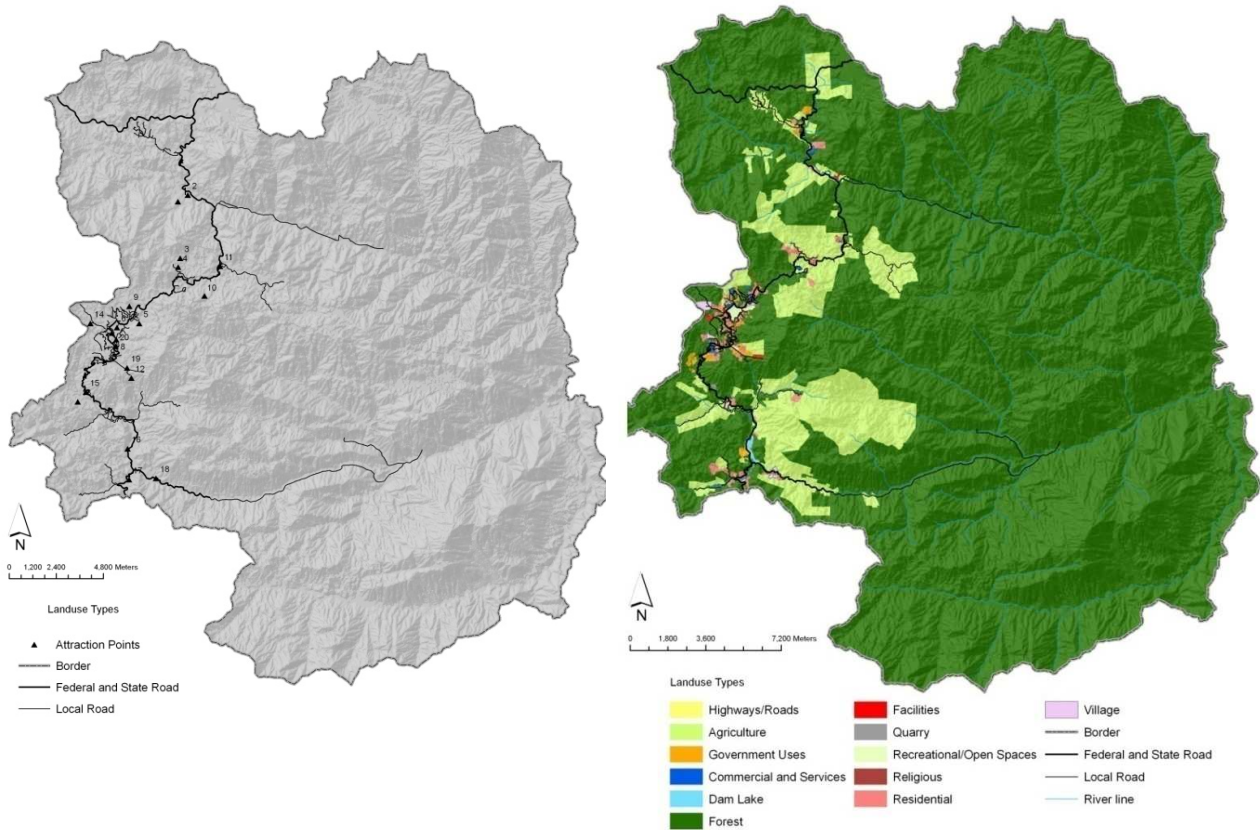 2
3
4
11
10
9
5
14
8
19
12
15
6
18
N
0 1,200 2,400 4,800 Meters
Landuse Types
Attraction Points
Border
Federal and State Road
Local Road
N
0 1,800 3,600 7,200 Meters
Landuse Types
Highways/Roads
Agriculture
Government Uses
Commercial and Services
Dam Lake
Forest
Facilities
Quarry
Recreational/Open Spaces
Religious
Residential
Village
Border
Federal and State Road
Local Road
River line